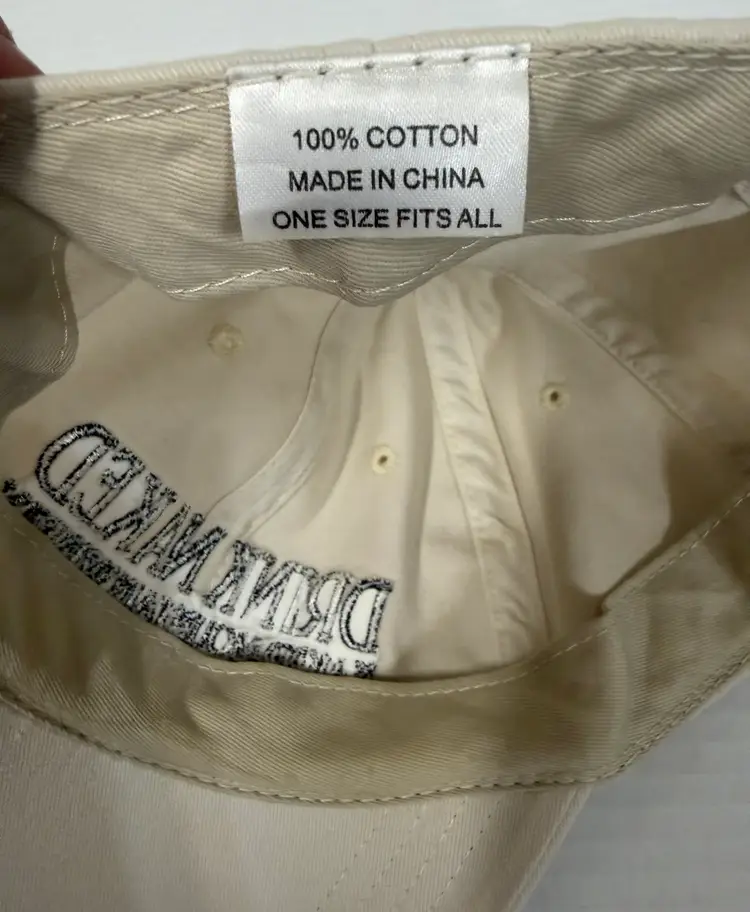 100% COTTON
MADE IN CHINA
ONE SIZE FITS ALL
DRINK NAKED